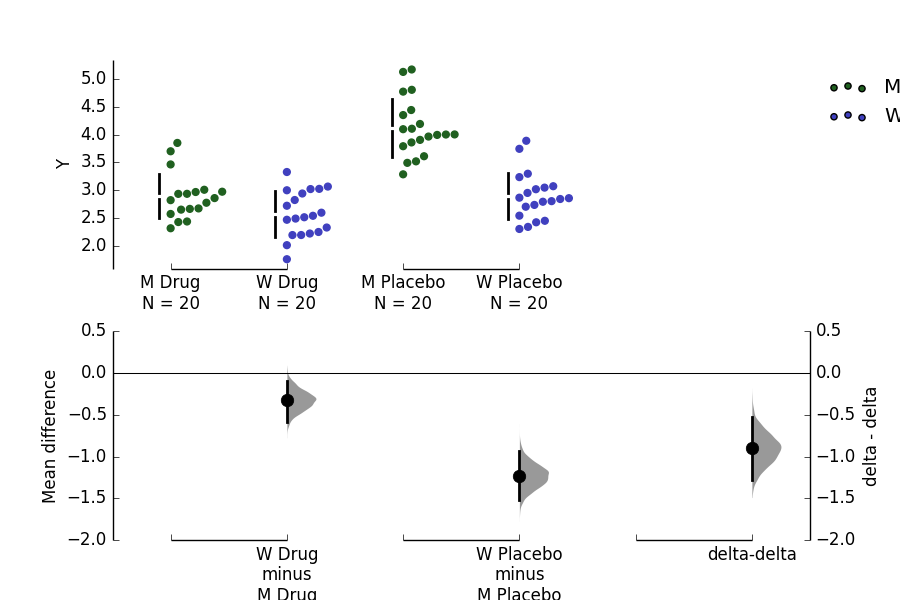 5.0
4.5
4.0
3.5
3.0
2.5
2.0
Y
M
W
M Drug
N = 20
W Drug
N = 20
M Placebo
N = 20
W Placebo
N = 20
0.5
0.0
−0.5
−1.0
−1.5
−2.0
Mean difference
0.5
0.0
−0.5
−1.0
−1.5
−2.0
delta - delta
W Drug
minus
M Drug
W Placebo
minus
M Placebo
delta-delta